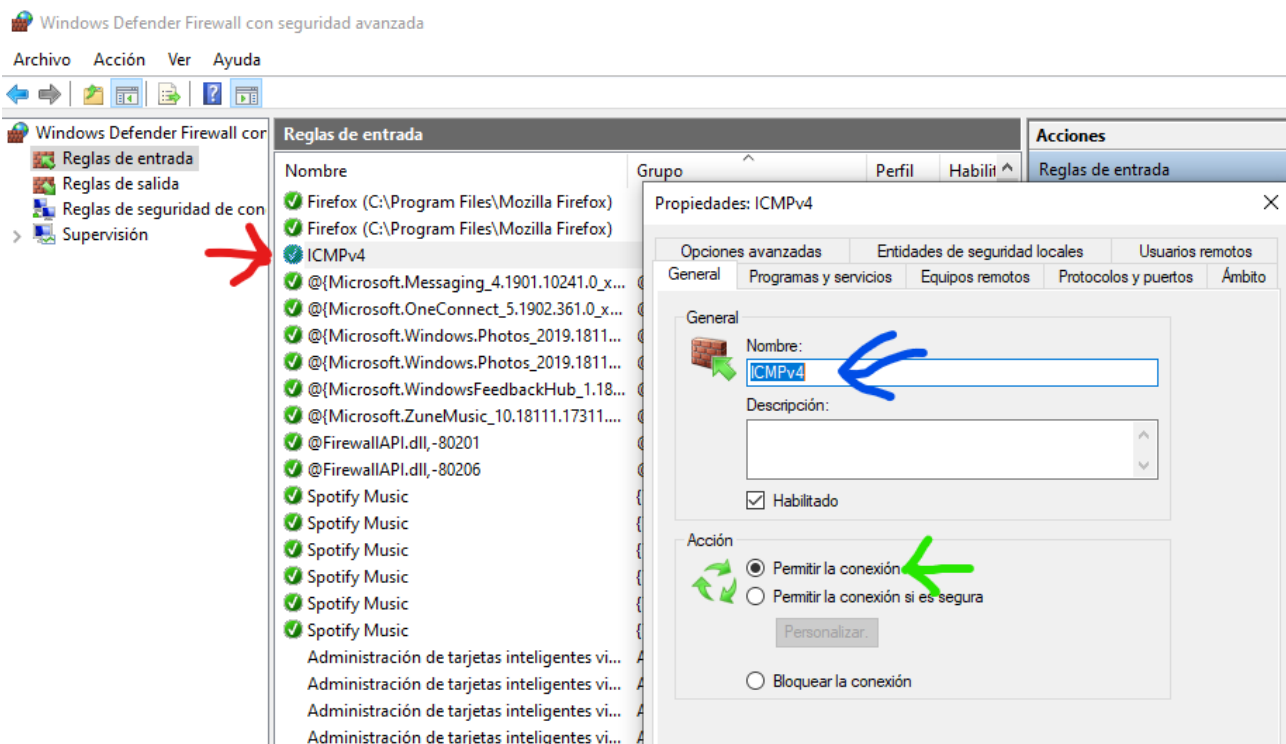 Windows Defender Firewall con seguridad avanzada
Archivo Acción Ver Ayuda
Windows Defender Firewall cor
Reglas de entrada
Reglas de salida
Reglas de seguridad de con
Supervisión
Reglas de entrada
Nombre Grupo Perfil Habilit
Firefox (C:\Program Files\Mozilla Firefox)
Firefox (C:\Program Files\Mozilla Firefox)
ICMPv4
@{Microsoft.Messaging_4.1901.10241.0_x...
@{Microsoft.OneConnect_5.1902.361.0_x...
@{Microsoft.Windows.Photos_2019.1811...
@{Microsoft.Windows.Photos_2019.1811...
@{Microsoft.WindowsFeedbackHub_1.18...
@{Microsoft.ZuneMusic_10.18111.17311....
@FirewallAPI.dll,-80201
@FirewallAPI.dll,-80206
Spotify Music
Spotify Music
Spotify Music
Spotify Music
Spotify Music
Spotify Music
Administración de tarjetas inteligentes vi...
Administración de tarjetas inteligentes vi...
Administración de tarjetas inteligentes vi...
Administración de tarjetas inteligentes vi...
Acciones
Reglas de entrada
Propiedades: ICMPv4
Opciones avanzadas Entidades de seguridad locales Usuarios remotos
General Programas y servicios Equipos remotos Protocolos y puertos Ámbito
General
Nombre:
ICMPv4
Descripción:
Habilitado
Acción
Permitir la conexión
Permitir la conexión si es segura
Personalizar.
Bloquear la conexión